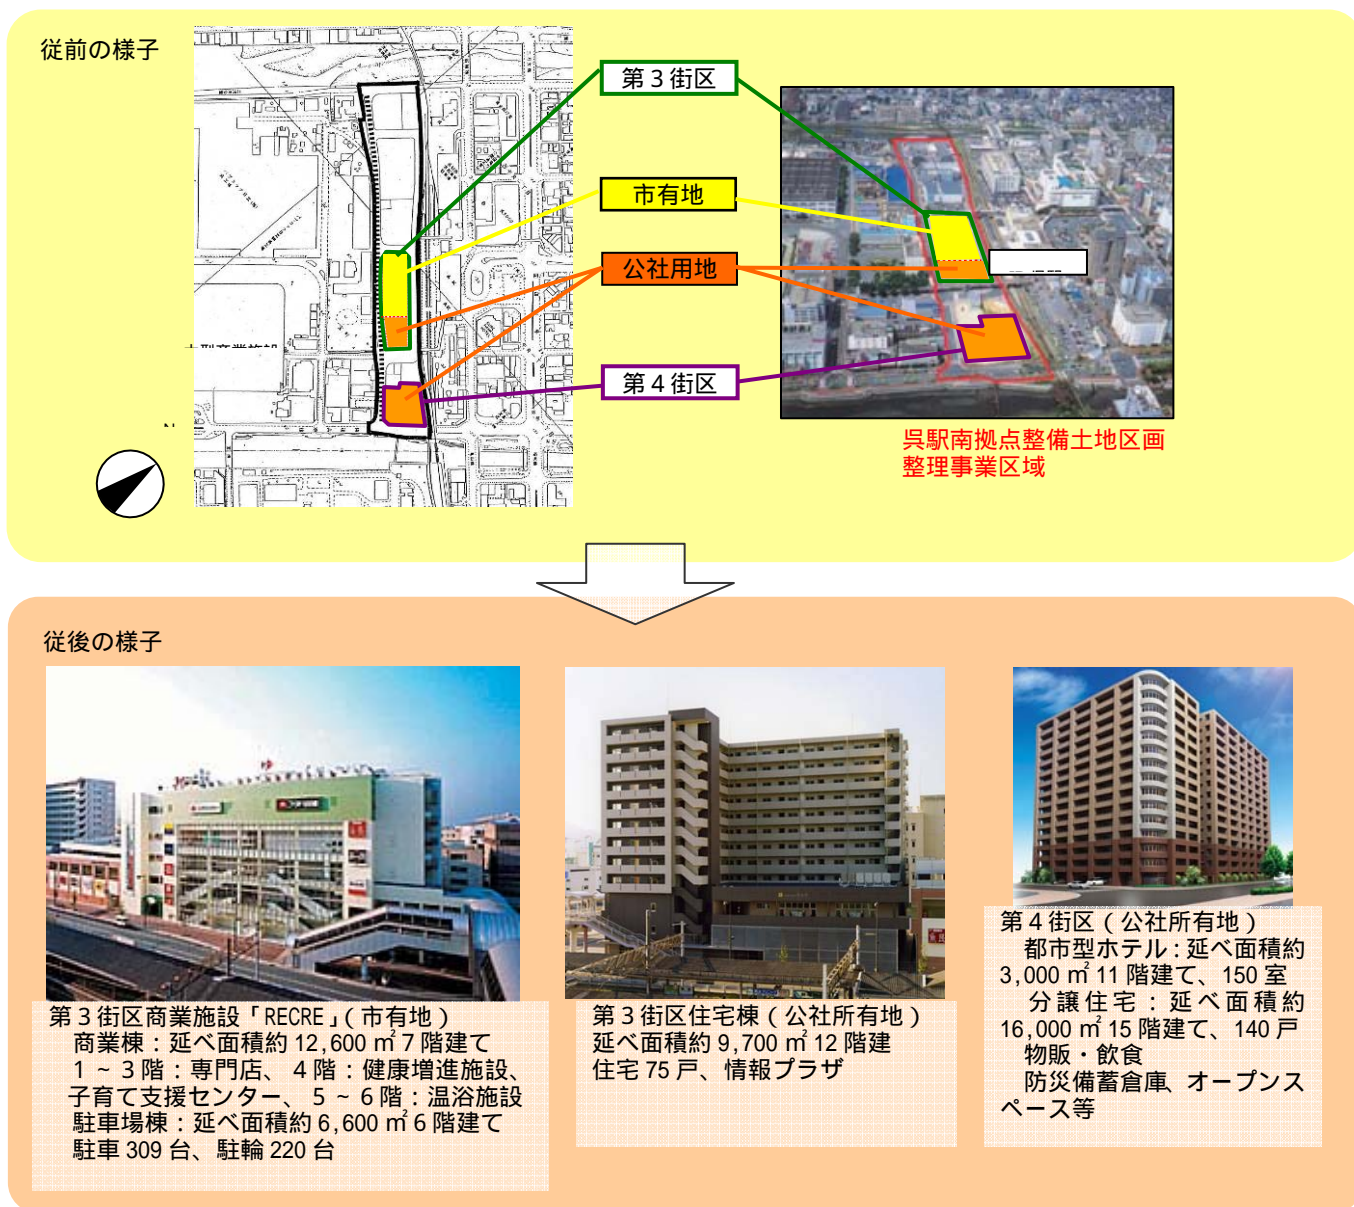 従前の様子
第３街区
市有地
公社用地
第４街区
呉駅南拠点整備土地区画
整理事業区域
従後の様子
ゆ
第３街区商業施設「RECRE」（市有地）
商業棟：延べ面積約 12,600 ㎡ 7 階建て
1 ~ 3 階：専門店、 4 階：健康増進施設、
子育て支援センター、 5 ~ 6 階：温浴施設
駐車場棟：延べ面積約 6,600 ㎡ 6 階建て
駐車 309 台、駐輪 220 台
第３街区住宅棟（公社所有地）
延べ面積約 9,700 ㎡ 12 階建
住宅 75 戸、情報プラザ
第４街区（公社所有地）
都市型ホテル：延べ面積約
3,000 ㎡ 11 階建て、150 室
分譲住宅：延べ面積約
16,000 ㎡ 15 階建て、140 戸
物販・飲食
防災備蓄倉庫、オープンス
ペース等